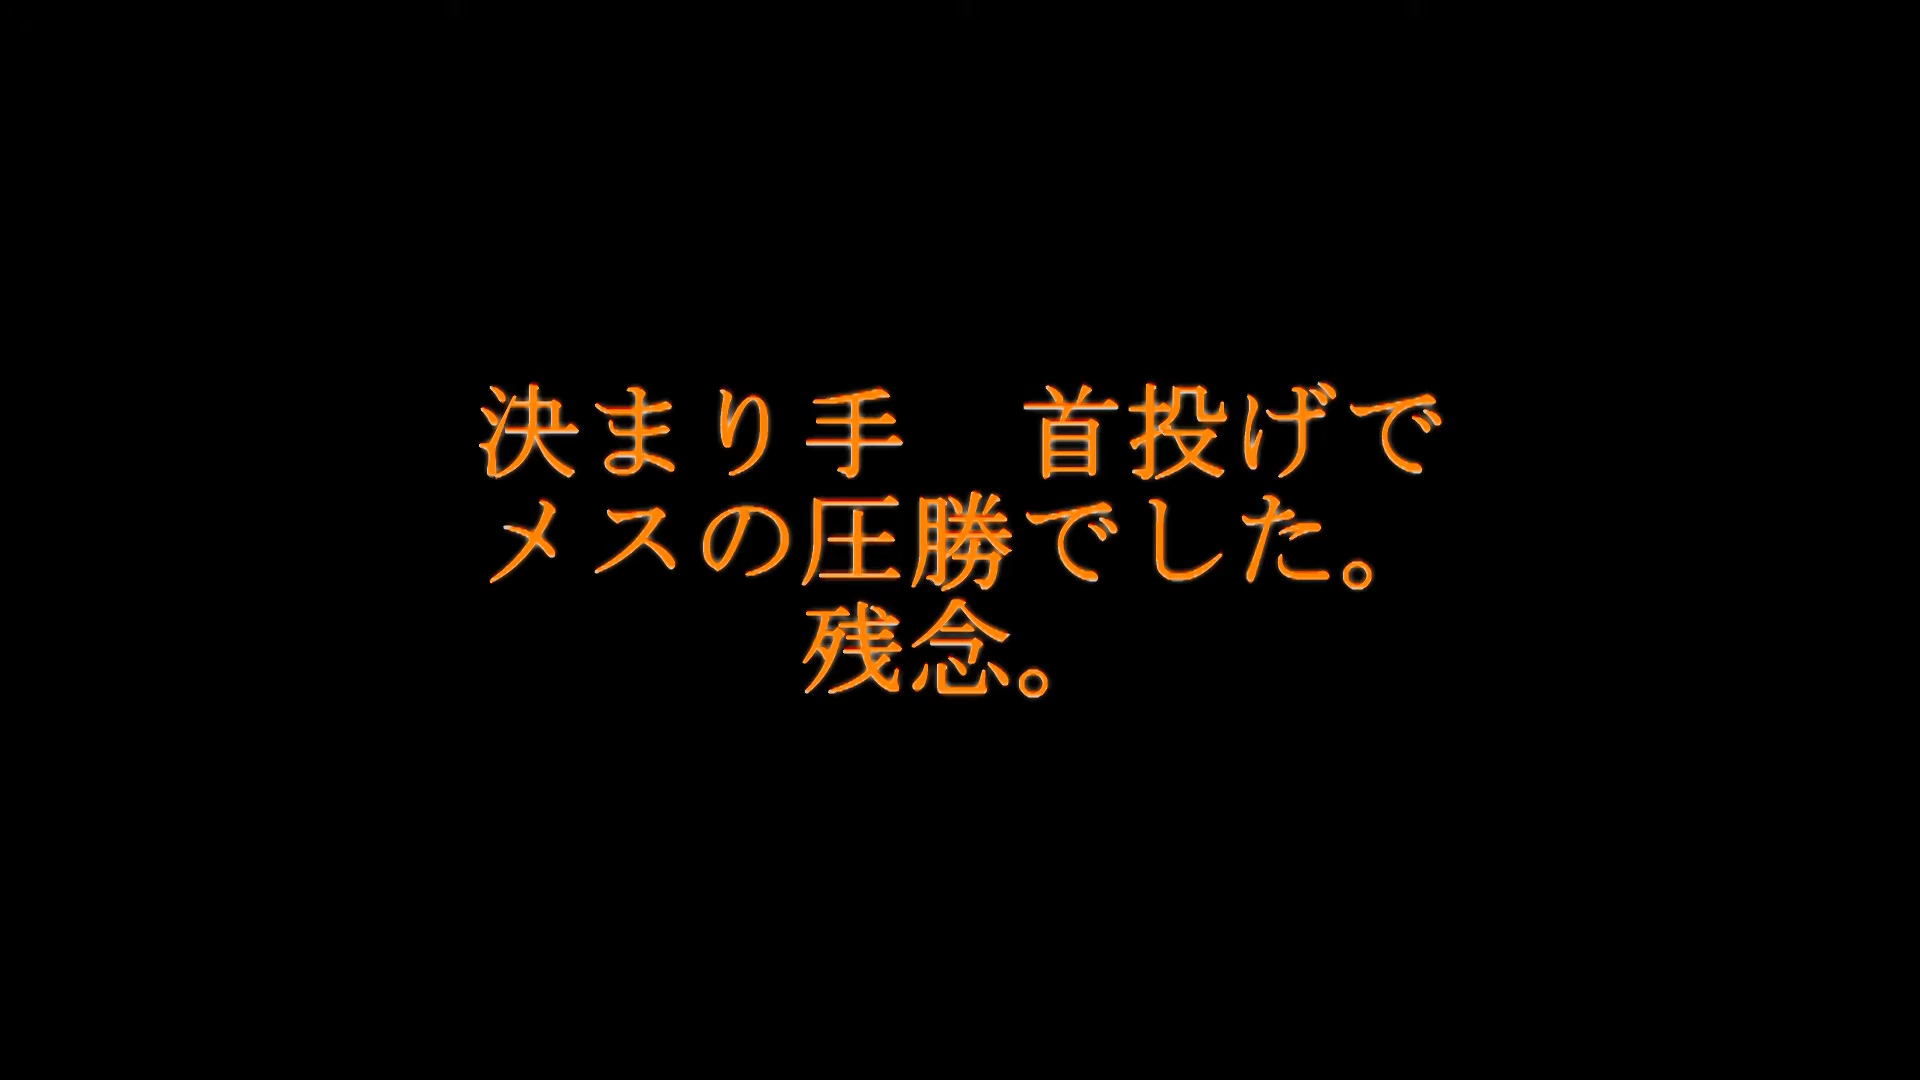 決まり手　首投げで
メスの圧勝でした。
残念。